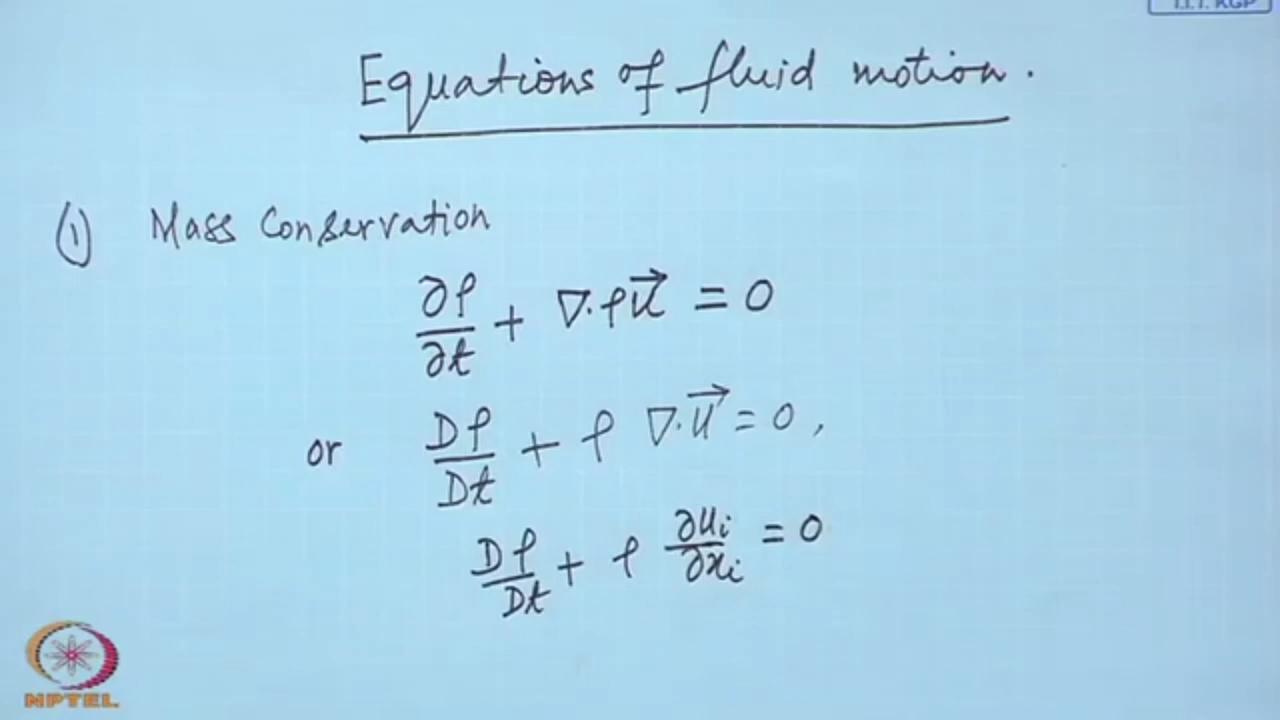 I.I.T. KGP
Equations of fluid motion.
(1) Mass Conservation
∂ρ/∂t + ∇·ρu⃗ = 0
or Dρ/Dt + ρ ∇·u⃗ = 0,
Dρ/Dt + ρ ∂uᵢ/∂xᵢ = 0
NPTEL